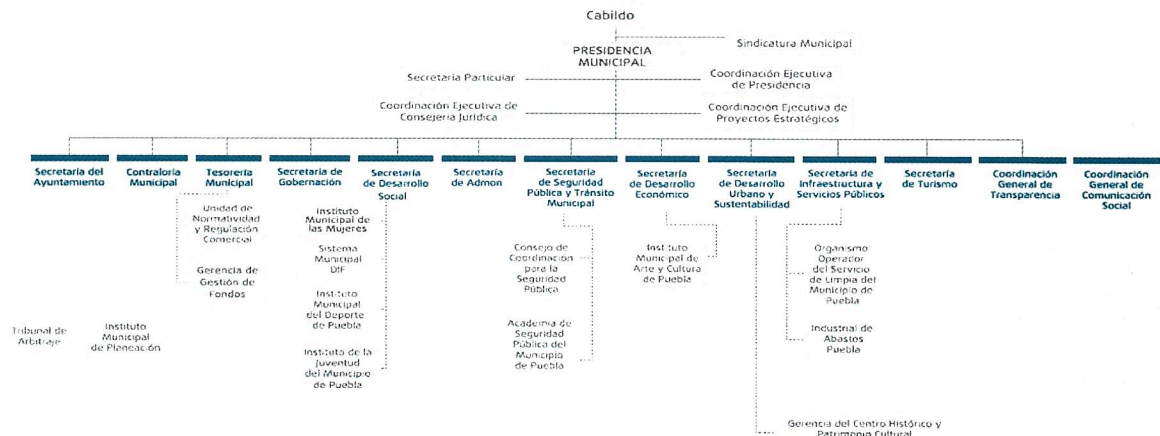 Cabildo
Sindicatura Municipal
PRESIDENCIA
MUNICIPAL
Secretaría Particular
Coordinación Ejecutiva
de Presidencia
Coordinación Ejecutiva de
Consejería Jurídica
Coordinación Ejecutiva de
Proyectos Estratégicos
Secretaría del
Ayuntamiento
Contraloría
Municipal
Tesorería
Municipal
Secretaría de
Gobernación
Secretaría
de Desarrollo
Social
Secretaría
de Admon
Secretaría
de Seguridad
Pública y Tránsito
Municipal
Secretaría
de Desarrollo
Económico
Secretaría
de Desarrollo
Urbano y
Sustentabilidad
Secretaría de
Infraestructura y
Servicios Públicos
Secretaría
de Turismo
Coordinación
General de
Transparencia
Coordinación
General de
Comunicación
Social
Unidad de
Normatividad
y Regulación
Comercial
Gerencia de
Gestión de
Fondos
Instituto
Municipal de
las Mujeres
Sistema
Municipal
DIF
Instituto
Municipal
del Deporte
de Puebla
Instituto de la
Juventud
del Municipio
de Puebla
Consejo de
Coordinación
para la
Seguridad
Pública
Academia de
Seguridad
Pública del
Municipio
de Puebla
Instituto
Municipal de
Arte y Cultura
de Puebla
Organismo
Operador
del Servicio
de Limpia del
Municipio de
Puebla
Industrial de
Abastos
Puebla
Tribunal de
Arbitraje
Instituto
Municipal
de Planeación
Gerencia del Centro Histórico y
Patrimonio Cultural